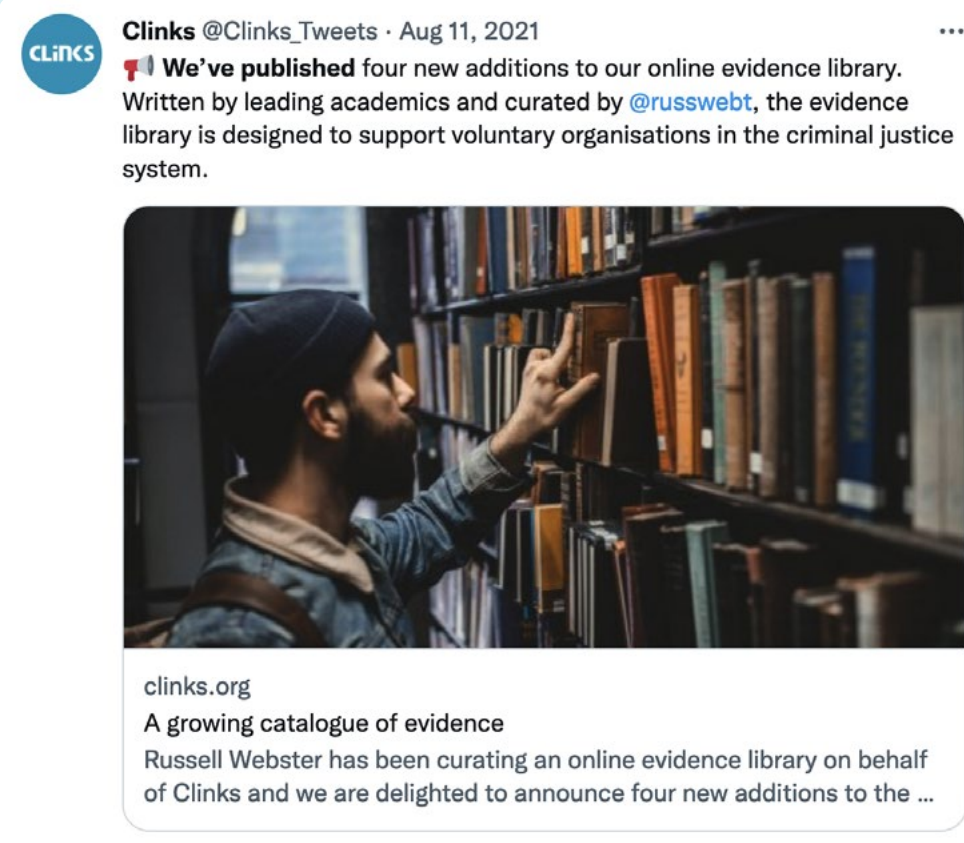 CLiNKS
Clinks @Clinks_Tweets · Aug 11, 2021
📢 We've published four new additions to our online evidence library.
Written by leading academics and curated by @russwebt, the evidence
library is designed to support voluntary organisations in the criminal justice
system.
clinks.org
A growing catalogue of evidence
Russell Webster has been curating an online evidence library on behalf
of Clinks and we are delighted to announce four new additions to the ...